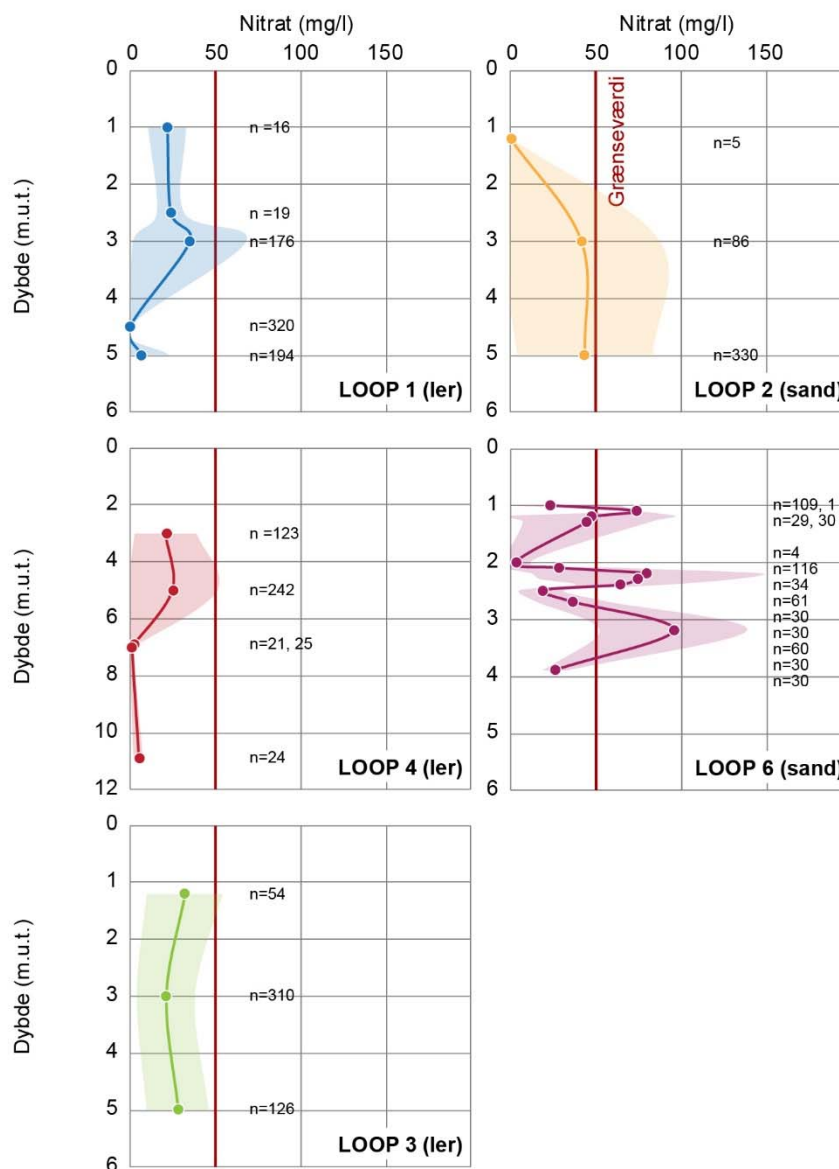 Nitrat (mg/l)
0 50 100 150
0
1
2
3
4
5
6
Dybde (m.u.t.)
n =16
n =19
n=176
n=320
n=194
LOOP 1 (ler)
Nitrat (mg/l)
0 50 100 150
0
1
2
3
4
5
6
Grænseværdi
n=5
n=86
n=330
LOOP 2 (sand)
0
2
4
6
8
10
12
Dybde (m.u.t.)
n =123
n=242
n=21, 25
n=24
LOOP 4 (ler)
0
1
2
3
4
5
6
n=109, 1
n=29, 30
n=4
n=116
n=34
n=61
n=30
n=30
n=60
n=30
n=30
LOOP 6 (sand)
0
1
2
3
4
5
6
Dybde (m.u.t.)
n=54
n=310
n=126
LOOP 3 (ler)